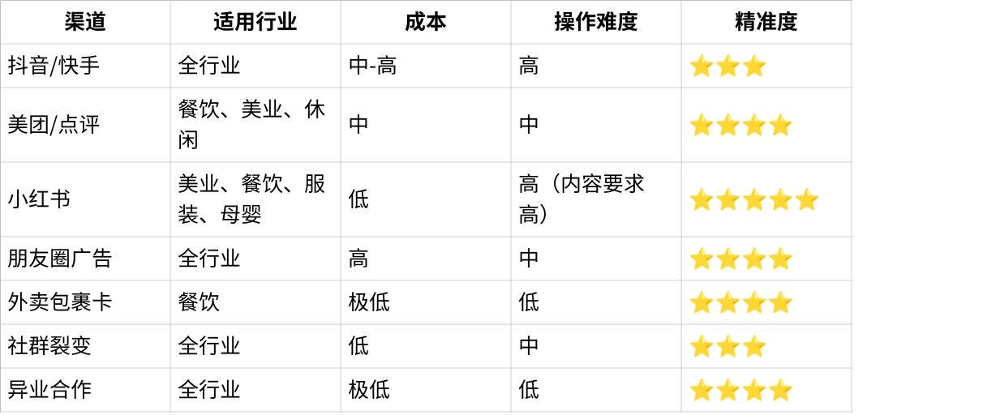 渠道 适用行业 成本 操作难度 精准度
抖音/快手 全行业 中-高 高 ⭐⭐⭐
美团/点评 餐饮、美业、休
闲 中 中 ⭐⭐⭐⭐
小红书 美业、餐饮、服
装、母婴 低 高（内容要求
高） ⭐⭐⭐⭐⭐
朋友圈广告 全行业 高 中 ⭐⭐⭐⭐
外卖包裹卡 餐饮 极低 低 ⭐⭐⭐⭐
社群裂变 全行业 低 中 ⭐⭐⭐
异业合作 全行业 极低 低 ⭐⭐⭐⭐